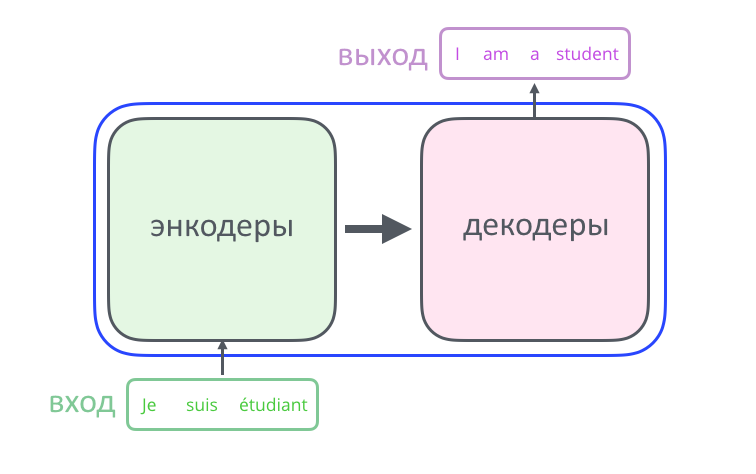 выход I am a student
энкодеры декодеры
вход Je suis étudiant